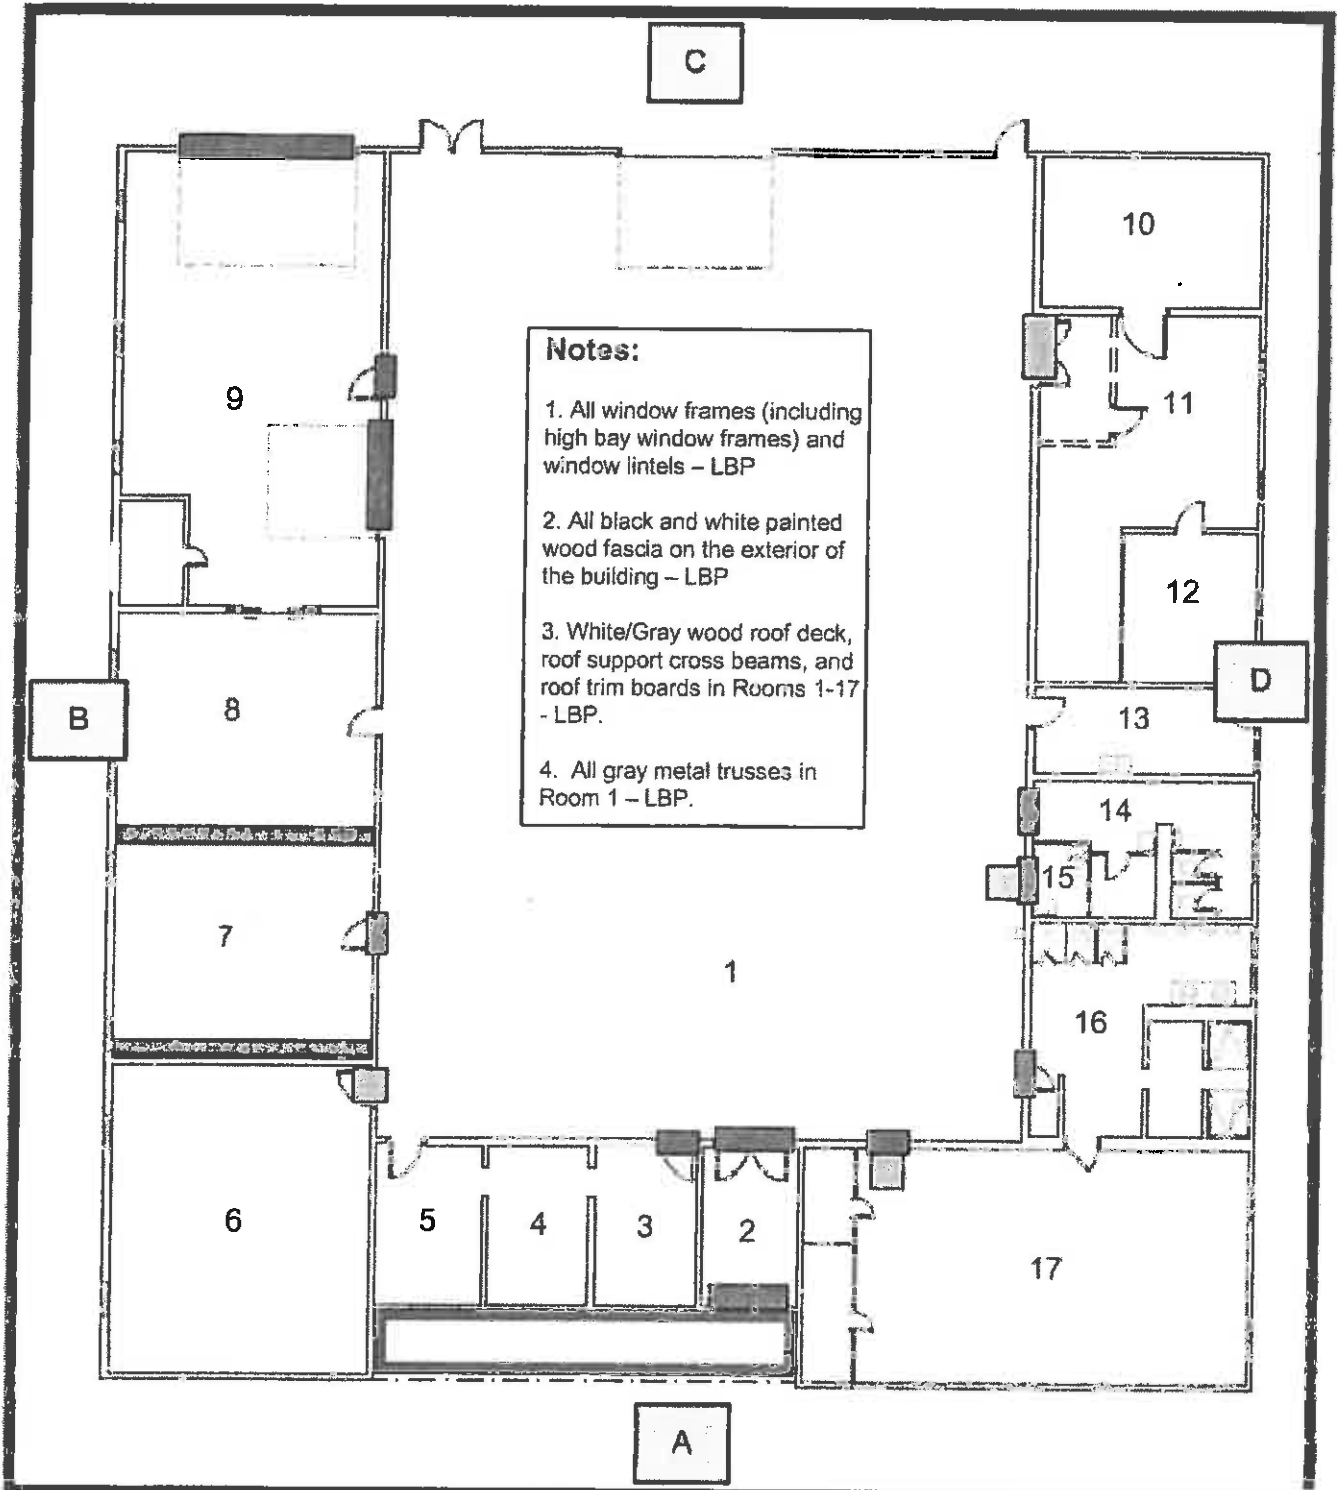 C
10
Notes:
1. All window frames (including
high bay window frames) and
window lintels – LBP
2. All black and white painted
wood fascia on the exterior of
the building – LBP
3. White/Gray wood roof deck,
roof support cross beams, and
roof trim boards in Rooms 1-17
- LBP.
4. All gray metal trusses in
Room 1 – LBP.
9
11
12
D
B
8
13
14
15
7
1
16
6
5
4
3
2
17
A